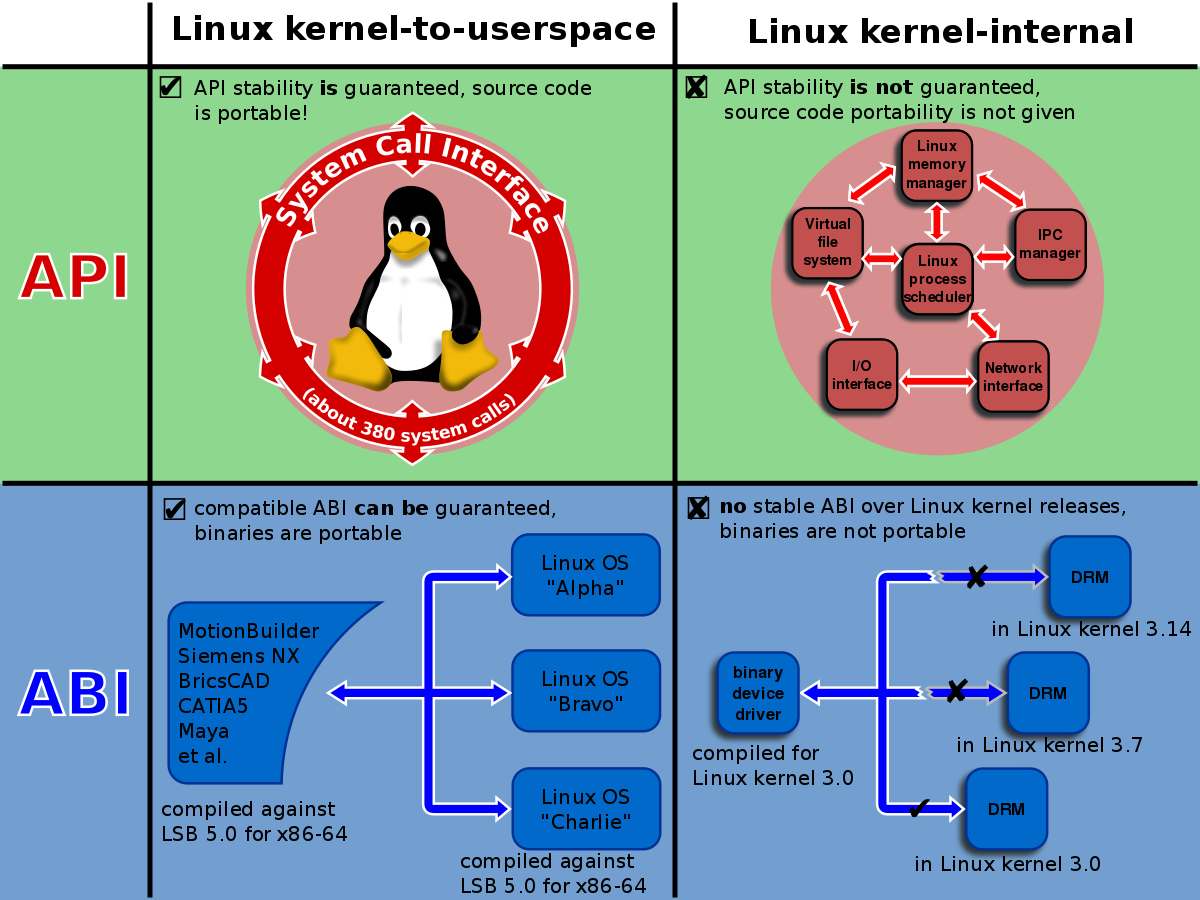 Linux kernel-to-userspace
Linux kernel-internal
API
API stability is guaranteed, source code
is portable!
System Call Interface
(about 380 system calls)
API stability is not guaranteed,
source code portability is not given
Linux
memory
manager
Virtual
file
system
IPC
manager
Linux
process
scheduler
I/O
interface
Network
interface
ABI
compatible ABI can be guaranteed,
binaries are portable
MotionBuilder
Siemens NX
BricsCAD
CATIA5
Maya
et al.
compiled against
LSB 5.0 for x86-64
Linux OS
"Alpha"
Linux OS
"Bravo"
Linux OS
"Charlie"
compiled against
LSB 5.0 for x86-64
no stable ABI over Linux kernel releases,
binaries are not portable
binary
device
driver
compiled for
Linux kernel 3.0
DRM
in Linux kernel 3.14
DRM
in Linux kernel 3.7
DRM
in Linux kernel 3.0